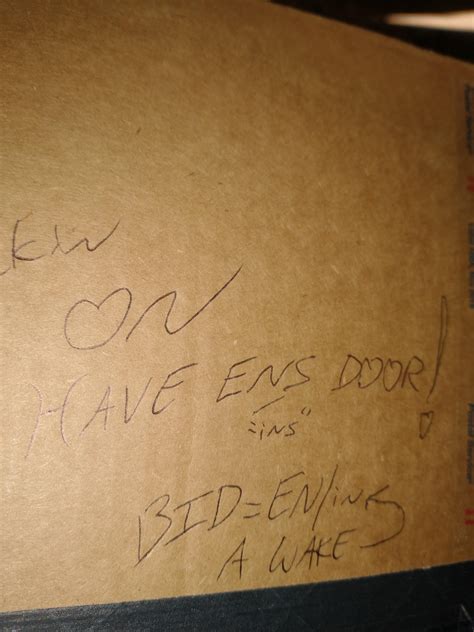 ON
HAVE ENS DOOR!
=ins"
BID=EN/ing
A WAKE